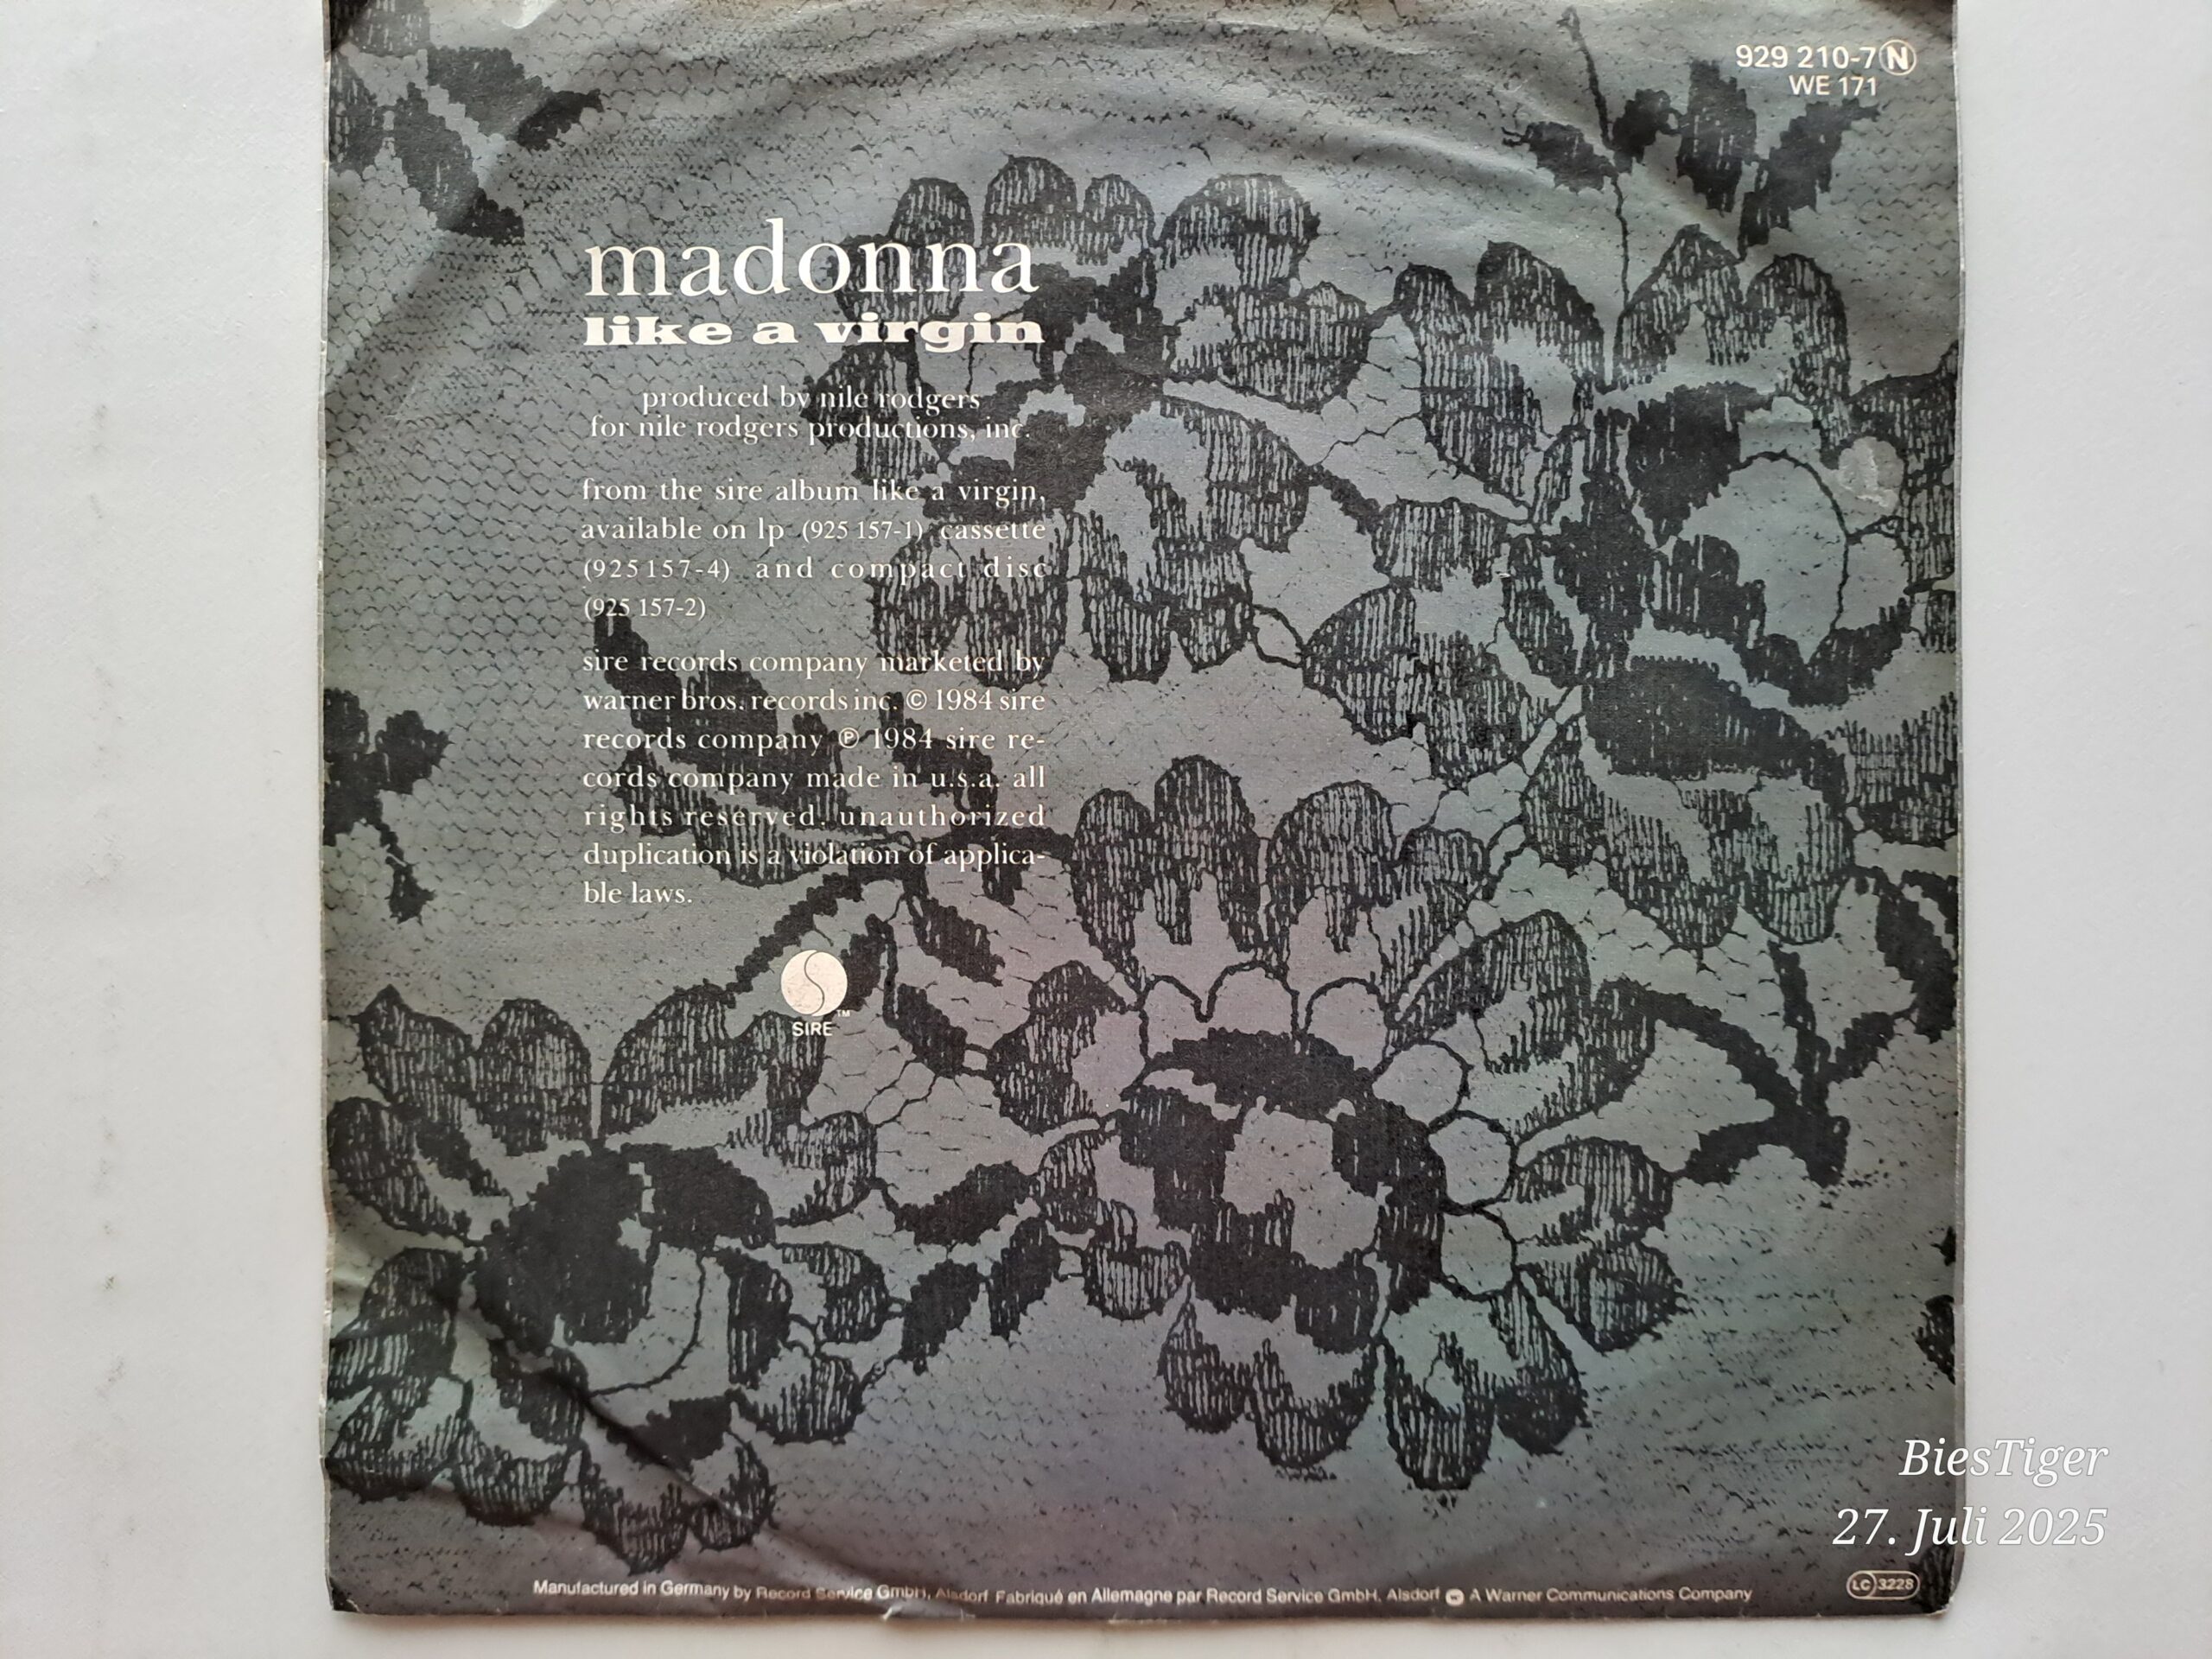 929 210-7 Ⓝ
WE 171
madonna
like a virgin
produced by nile rodgers
for nile rodgers productions, inc.
from the sire album like a virgin,
available on lp (925 157-1) cassette
(925 157-4) and compact disc
(925 157-2)
sire records company marketed by
warner bros. records inc. © 1984 sire
records company ℗ 1984 sire re-
cords company made in u.s.a. all
rights reserved. unauthorized
duplication is a violation of applica-
ble laws.
TM
SIRE
BiesTiger
27. Juli 2025
Manufactured in Germany by Record Service GmbH, Alsdorf Fabriqué en Allemagne par Record Service GmbH, Alsdorf A Warner Communications Company
LC 3228